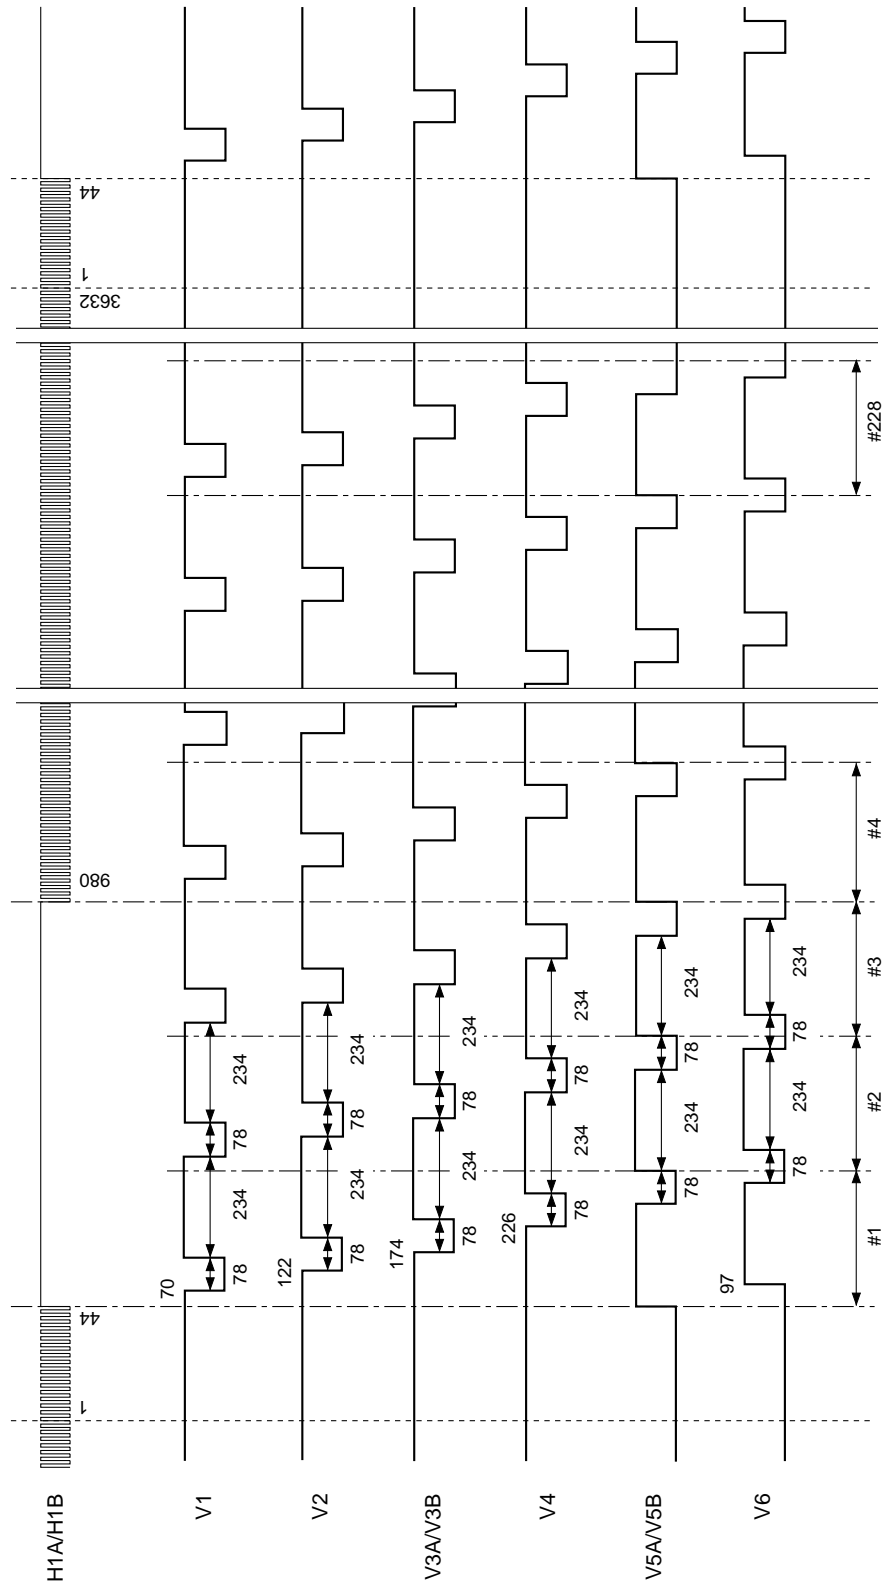 H1A/H1B
1 44 980 3632 1 44
V1
70 78 234 78 234
V2
122 78 234 78 234
V3A/V3B
174 78 234 78 234
V4
226 78 234 78 234
V5A/V5B
78 234 78 234
V6
97 78 234 78 234
#1 #2 #3 #4 #228